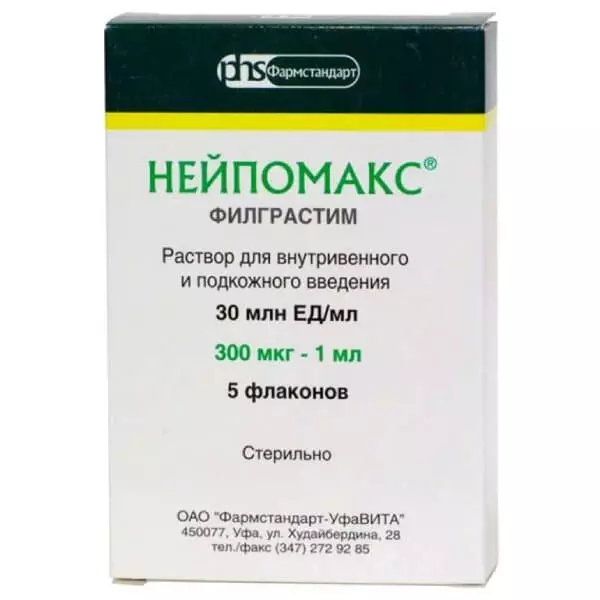 phs Фармстандарт
НЕЙПОМАКС®
ФИЛГРАСТИМ
Раствор для внутривенного
и подкожного введения
30 млн ЕД/мл
300 мкг - 1 мл
5 флаконов
Стерильно
ОАО "Фармстандарт-УфаВИТА"
450077, Уфа, ул. Худайбердина, 28
тел./факс (347) 272 92 85